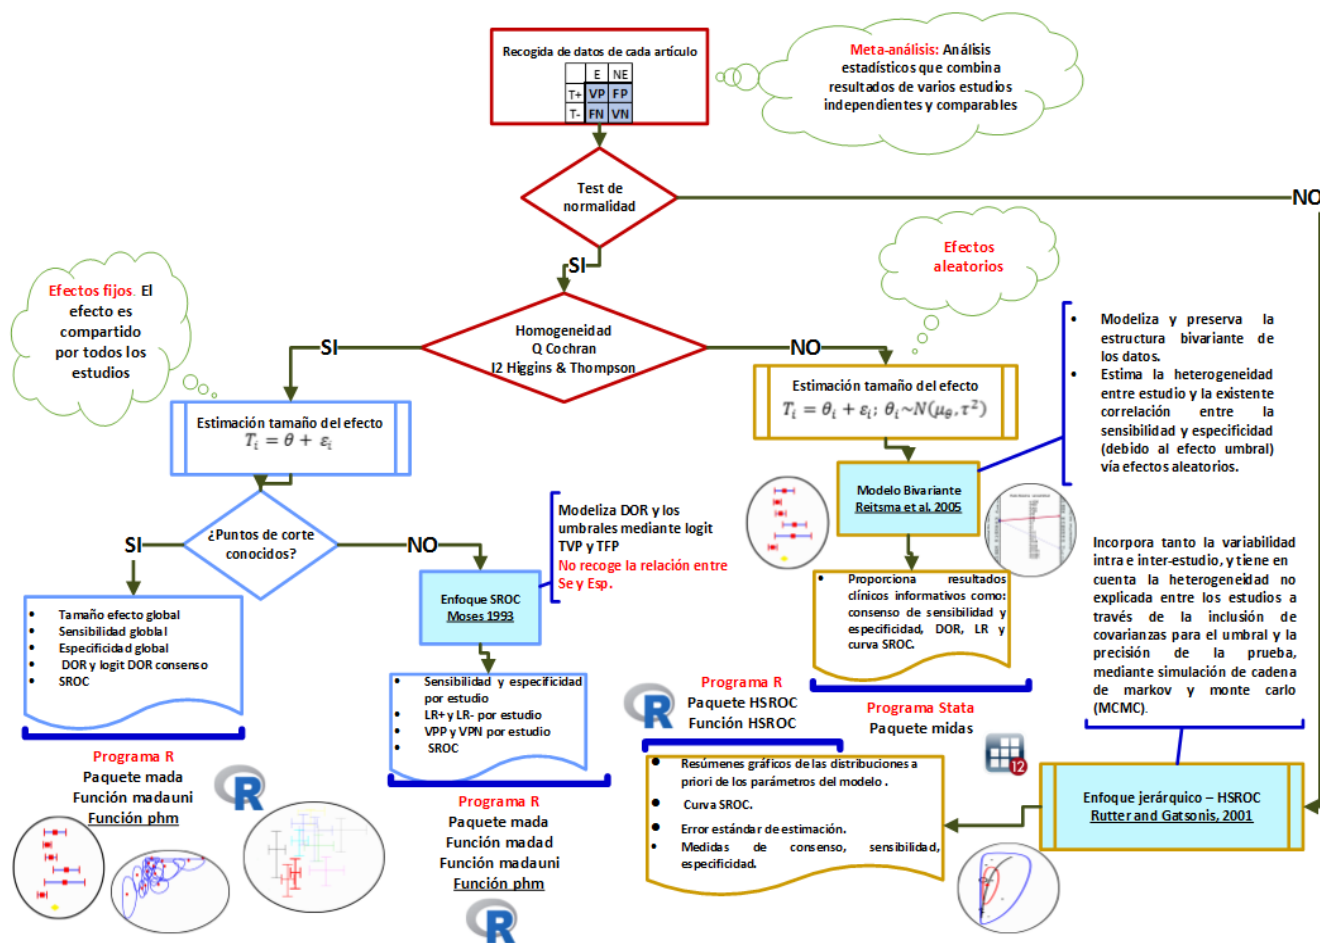 Recogida de datos de cada artículo
E NE
T+ VP FP
T- FN VN
Meta-análisis: Análisis
estadísticos que combina
resultados de varios estudios
independientes y comparables
Test de
normalidad
NO
SI
Efectos
aleatorios
Efectos fijos. El
efecto es
compartido
por todos los
estudios
Homogeneidad
Q Cochran
I2 Higgins & Thompson
SI
NO
• Modeliza y preserva la
estructura bivariante de
los datos.
• Estima la heterogeneidad
entre estudio y la existente
correlación entre la
sensibilidad y especificidad
(debido al efecto umbral)
vía efectos aleatorios.
Estimación tamaño del efecto
T_i = θ + ε_i
Estimación tamaño del efecto
T_i = θ_i + ε_i; θ_i~N(μ_θ, τ²)
Modelo Bivariante
Reitsma et al. 2005
¿Puntos de corte
conocidos?
SI
NO
Modeliza DOR y los
umbrales mediante logit
TVP y TFP
No recoge la relación entre
Se y Esp.
Enfoque SROC
Moses 1993
• Tamaño efecto global
• Sensibilidad globlal
• Especificidad global
• DOR y logit DOR consenso
• SROC
• Sensibilidad y especificidad
por estudio
• LR+ y LR- por estudio
• VPP y VPN por estudio
• SROC
• Proporciona resultados
clínicos informativos como:
consenso de sensibilidad y
especificidad, DOR, LR y
curva SROC.
Incorpora tanto la variabilidad
intra e inter-estudio, y tiene en
cuenta la heterogeneidad no
explicada entre los estudios a
través de la inclusión de
covarianzas para el umbral y la
precisión de la prueba,
mediante simulación de cadena
de markov y monte carlo
(MCMC).
Programa R
Paquete HSROC
Función HSROC
Programa Stata
Paquete midas
12
Programa R
Paquete mada
Función madauni
Función phm
R
Programa R
Paquete mada
Función madad
Función madauni
Función phm
R
R
• Resúmenes gráficos de las distribuciones a
priori de los parámetros del modelo .
• Curva SROC.
• Error estándar de estimación.
• Medidas de consenso, sensibilidad,
especificidad.
Enfoque jerárquico – HSROC
Rutter and Gatsonis, 2001